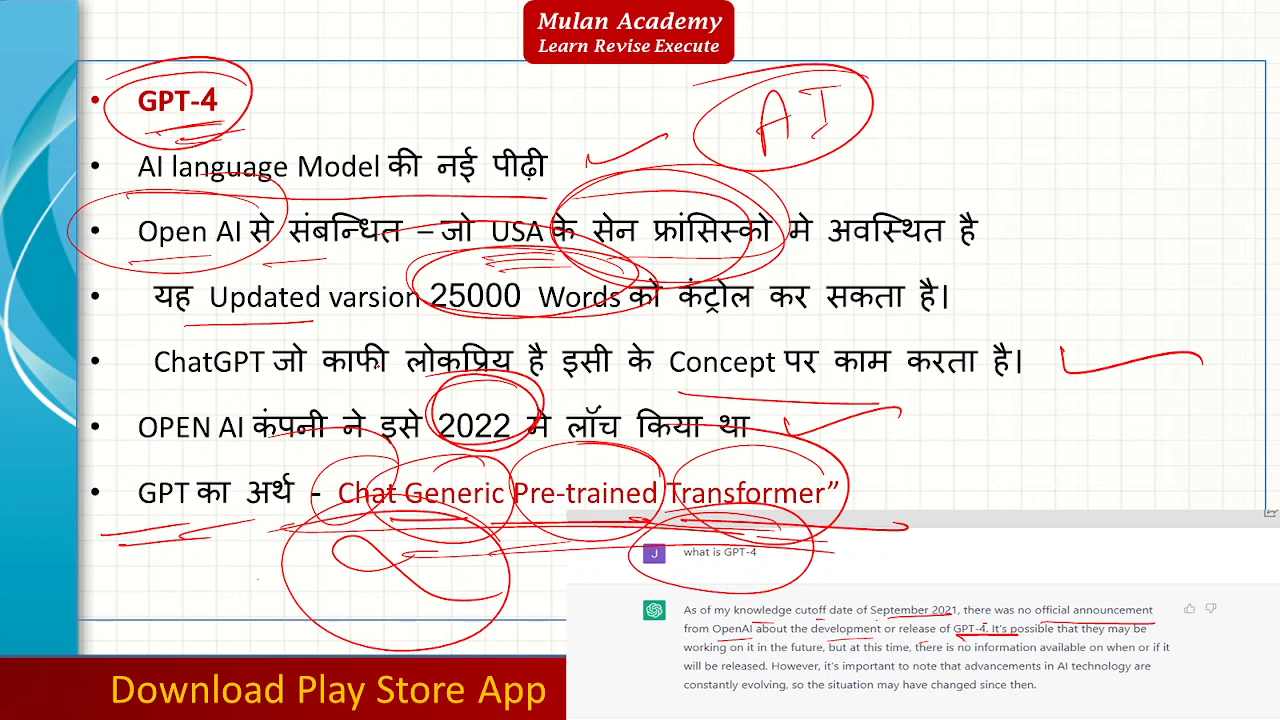 Mulan Academy
Learn Revise Execute
• GPT-4
AI
• AI language Model की नई पीढ़ी
• Open AI से संबन्धित – जो USA के सेन फ्रांसिस्को मे अवस्थित है
• यह Updated varsion 25000 Words को कंट्रोल कर सकता है।
• ChatGPT जो काफी लोकप्रिय है इसी के Concept पर काम करता है।
• OPEN AI कंपनी ने इसे 2022 मे लॉंच किया था
• GPT का अर्थ - Chat Generic Pre-trained Transformer”
J what is GPT-4
As of my knowledge cutoff date of September 2021, there was no official announcement
from OpenAI about the development or release of GPT-4. It's possible that they may be
working on it in the future, but at this time, there is no information available on when or if it
will be released. However, it's important to note that advancements in AI technology are
constantly evolving, so the situation may have changed since then.
Download Play Store App